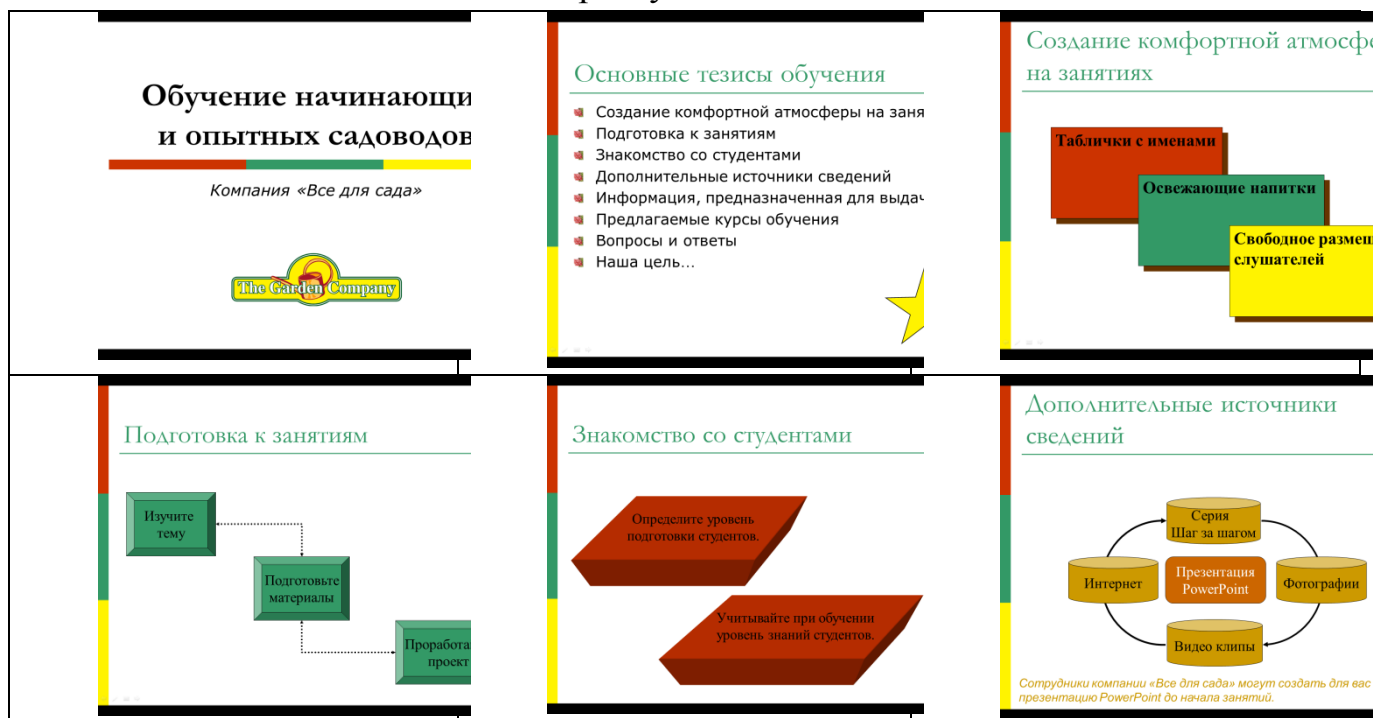 Обучение начинающи
и опытных садоводов
Компания «Все для сада»
The Garden Company
Основные тезисы обучения
Создание комфортной атмосферы на заня
Подготовка к занятиям
Знакомство со студентами
Дополнительные источники сведений
Информация, предназначенная для выдач
Предлагаемые курсы обучения
Вопросы и ответы
Наша цель...
Создание комфортной атмосфе
на занятиях
Таблички с именами
Освежающие напитки
Свободное размещ
слушателей
Подготовка к занятиям
Изучите
тему
Подготовьте
материалы
Проработа
проект
Знакомство со студентами
Определите уровень
подготовки студентов.
Учитывайте при обучении
уровень знаний студентов.
Дополнительные источники
сведений
Серия
Шаг за шагом
Интернет
Презентация
PowerPoint
Фотографии
Видео клипы
Сотрудники компании «Все для сада» могут создать для вас
презентацию PowerPoint до начала занятий.